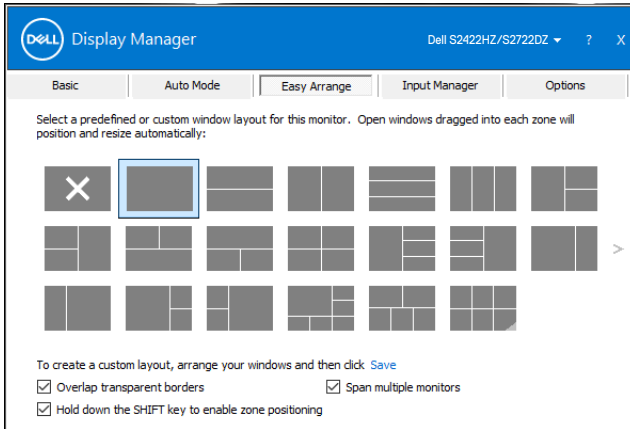 DELL Display Manager Dell S2422HZ/S2722DZ ? X
Basic Auto Mode Easy Arrange Input Manager Options
Select a predefined or custom window layout for this monitor. Open windows dragged into each zone will
position and resize automatically:
>
To create a custom layout, arrange your windows and then click Save
Overlap transparent borders Span multiple monitors
Hold down the SHIFT key to enable zone positioning